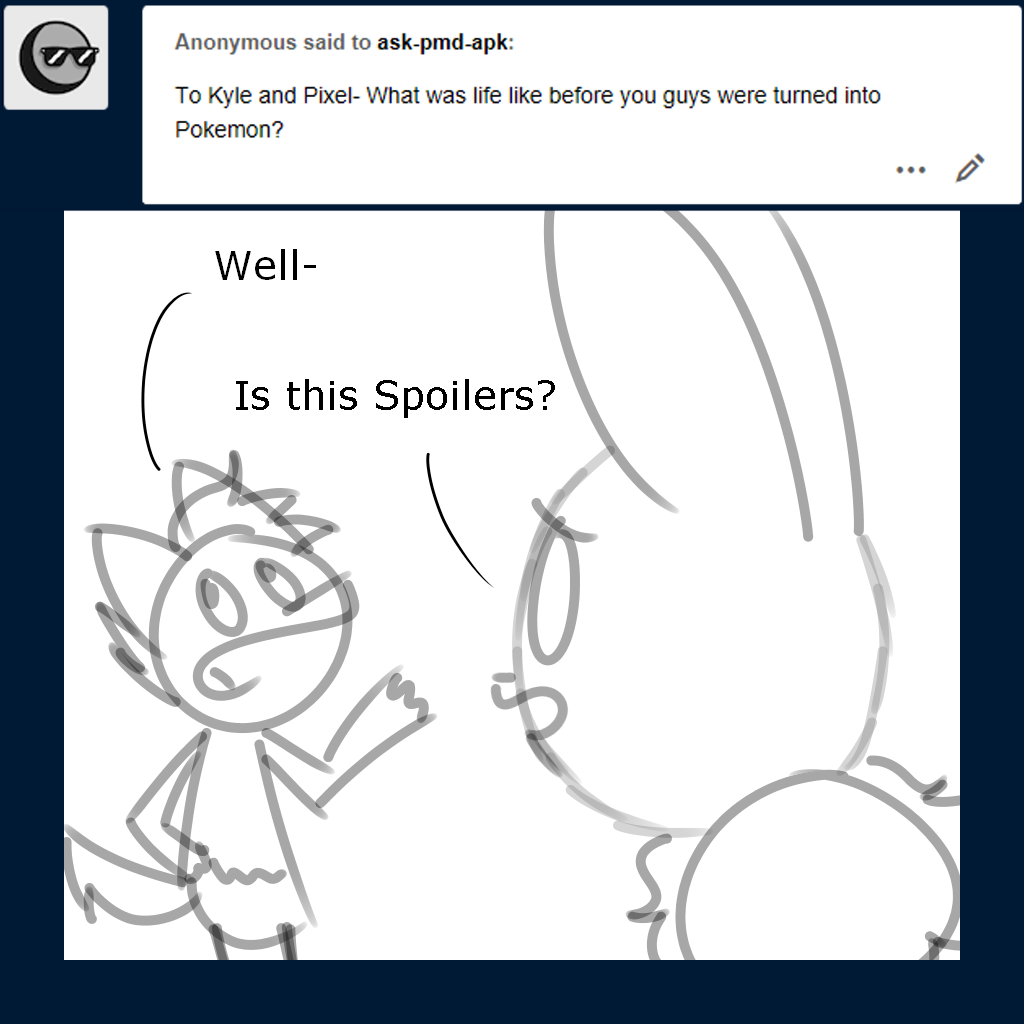 Anonymous said to ask-pmd-apk:
To Kyle and Pixel- What was life like before you guys were turned into
Pokemon?
Well-
Is this Spoilers?